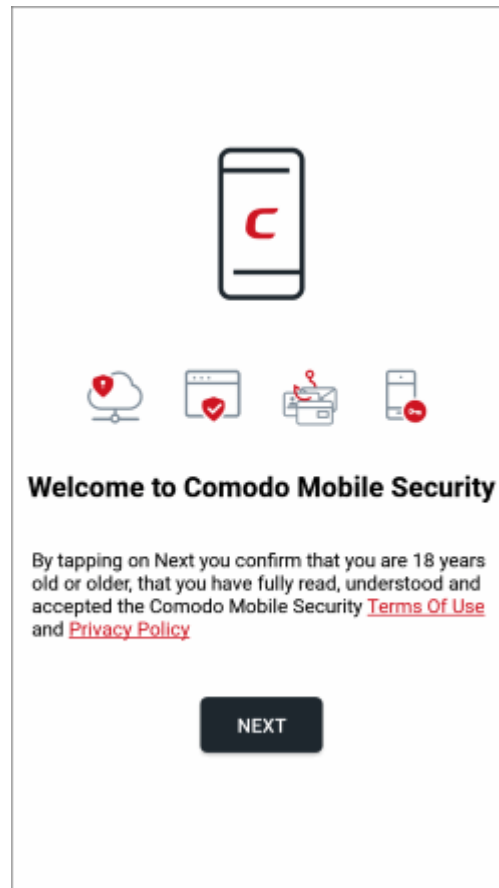 C
Welcome to Comodo Mobile Security
By tapping on Next you confirm that you are 18 years
old or older, that you have fully read, understood and
accepted the Comodo Mobile Security Terms Of Use
and Privacy Policy
NEXT